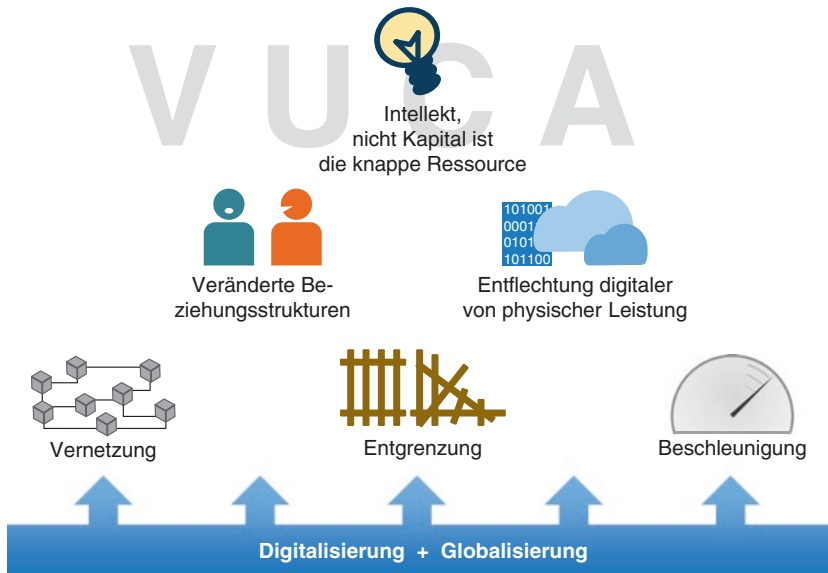 VUCA
Intellekt,
nicht Kapital ist
die knappe Ressource
101001
0001
0101
101100
Veränderte Be-
ziehungsstrukturen
Entflechtung digitaler
von physischer Leistung
Vernetzung
Entgrenzung
Beschleunigung
Digitalisierung + Globalisierung